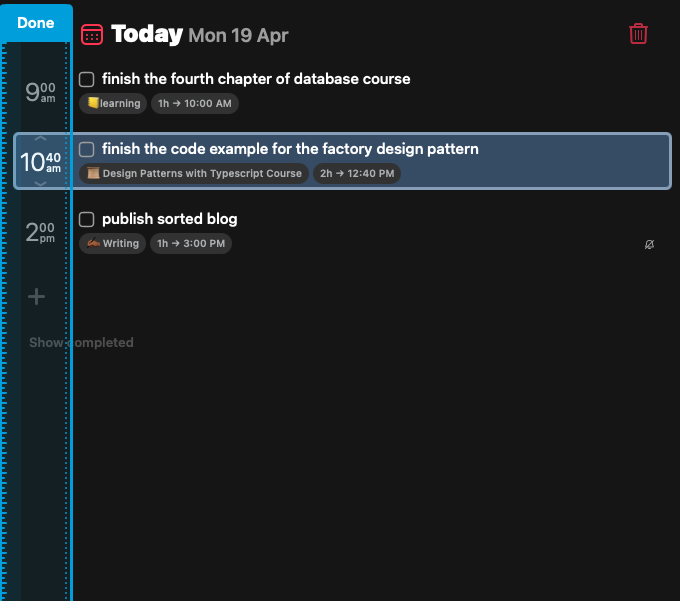 Done
Today Mon 19 Apr
9 00 am
finish the fourth chapter of database course
learning 1h → 10:00 AM
10 40 am
finish the code example for the factory design pattern
Design Patterns with Typescript Course 2h → 12:40 PM
2 00 pm
publish sorted blog
Writing 1h → 3:00 PM
Show completed